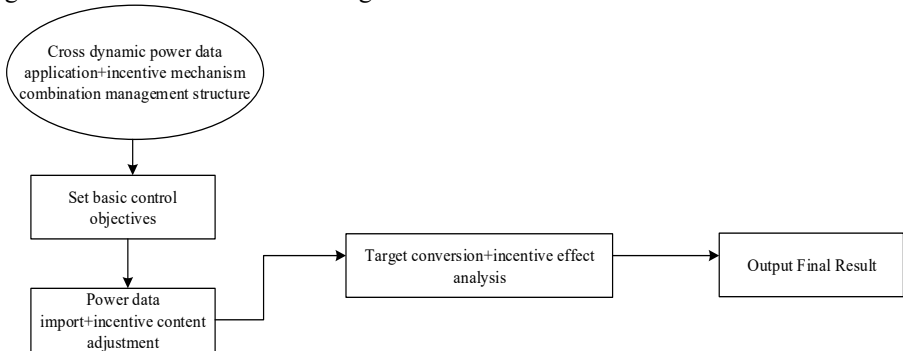 Cross dynamic power data
application+incentive mechanism
combination management structure
Set basic control
objectives
Power data
import+incentive content
adjustment
Target conversion+incentive effect
analysis
Output Final Result